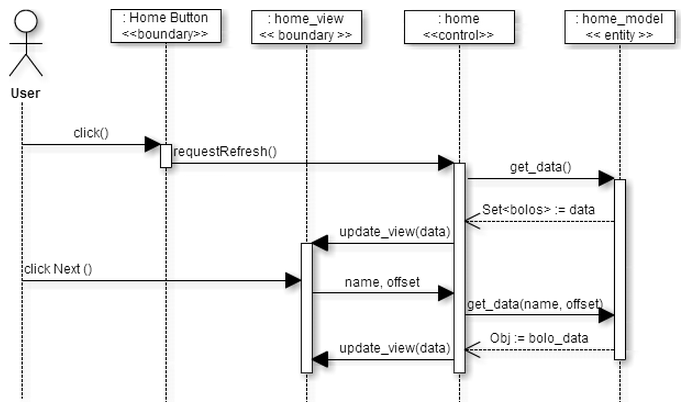 : Home Button
<<boundary>>
: home_view
<< boundary >>
: home
<<control>>
: home_model
<< entity >>
User
click()
requestRefresh()
get_data()
Set<bolos> := data
update_view(data)
click Next ()
name, offset
get_data(name, offset)
Obj := bolo_data
update_view(data)